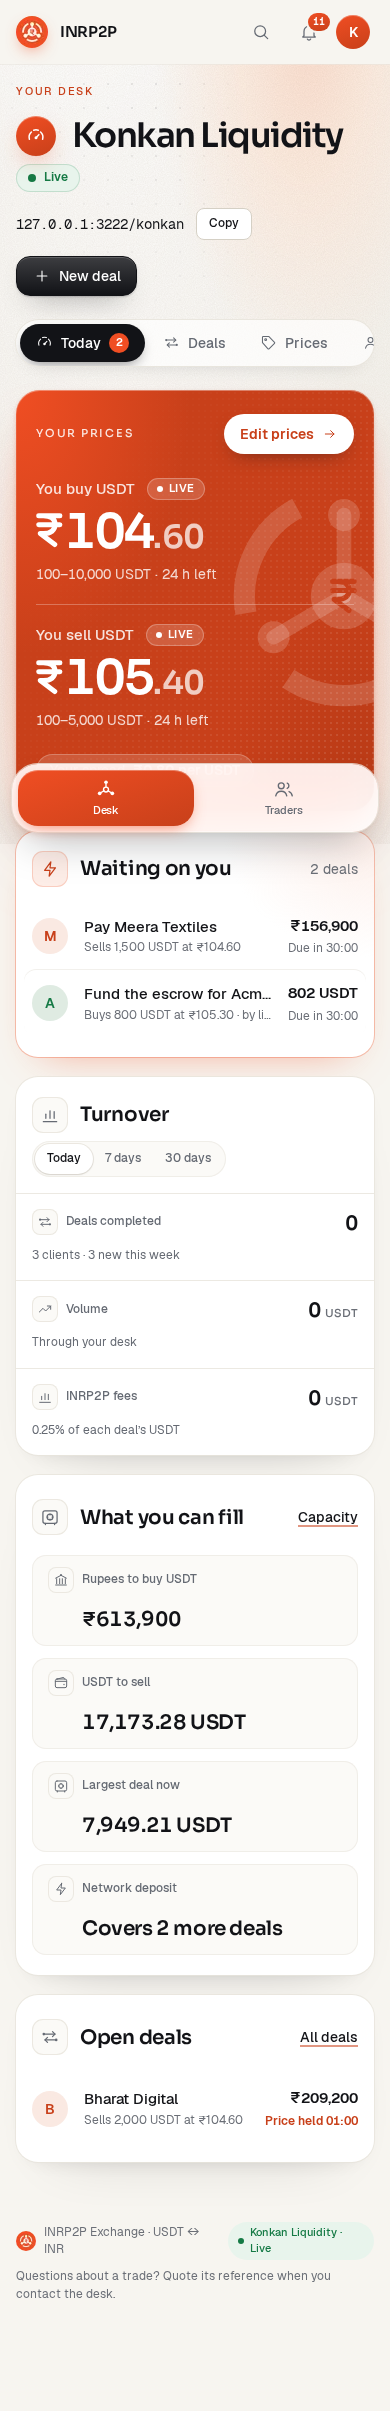 INRP2P
11
K
YOUR DESK
Konkan Liquidity
Live
127.0.0.1:3222/konkan
Copy
New deal
Today 2 Deals Prices
YOUR PRICES
Edit prices →
You buy USDT LIVE
₹104.60
100–10,000 USDT · 24 h left
₹
You sell USDT LIVE
₹105.40
100–5,000 USDT · 24 h left
Desk
Traders
Waiting on you
2 deals
M
Pay Meera Textiles
₹156,900
Sells 1,500 USDT at ₹104.60
Due in 30:00
A
Fund the escrow for Acm...
802 USDT
Buys 800 USDT at ₹105.30 · by li...
Due in 30:00
Turnover
Today 7 days 30 days
Deals completed
0
3 clients · 3 new this week
Volume
0 USDT
Through your desk
INRP2P fees
0 USDT
0.25% of each deal's USDT
What you can fill
Capacity
Rupees to buy USDT
₹613,900
USDT to sell
17,173.28 USDT
Largest deal now
7,949.21 USDT
Network deposit
Covers 2 more deals
Open deals
All deals
B
Bharat Digital
₹209,200
Sells 2,000 USDT at ₹104.60
Price held 01:00
INRP2P Exchange · USDT ↔
INR
Konkan Liquidity ·
Live
Questions about a trade? Quote its reference when you
contact the desk.